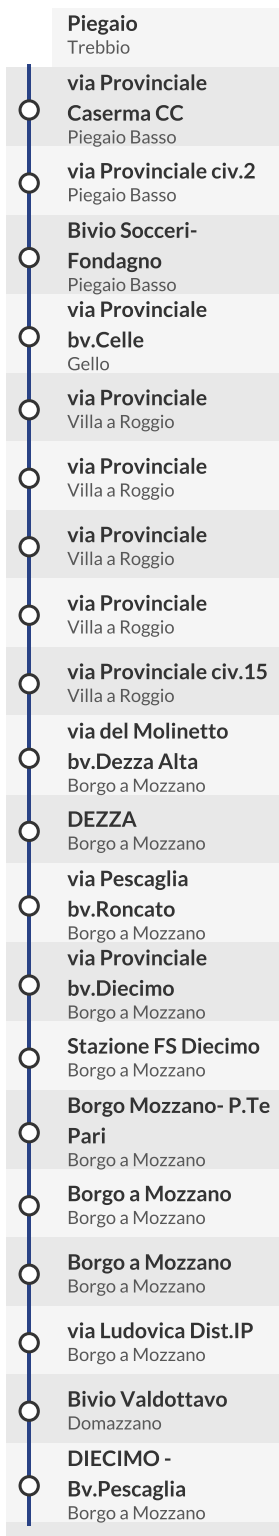 Piegaio
Trebbio
via Provinciale
Caserma CC
Piegaio Basso
via Provinciale civ.2
Piegaio Basso
Bivio Socceri-
Fondagno
Piegaio Basso
via Provinciale
bv.Celle
Gello
via Provinciale
Villa a Roggio
via Provinciale
Villa a Roggio
via Provinciale
Villa a Roggio
via Provinciale
Villa a Roggio
via Provinciale civ.15
Villa a Roggio
via del Molinetto
bv.Dezza Alta
Borgo a Mozzano
DEZZA
Borgo a Mozzano
via Pescaglia
bv.Roncato
Borgo a Mozzano
via Provinciale
bv.Diecimo
Borgo a Mozzano
Stazione FS Diecimo
Borgo a Mozzano
Borgo Mozzano- P.Te
Pari
Borgo a Mozzano
Borgo a Mozzano
Borgo a Mozzano
Borgo a Mozzano
Borgo a Mozzano
via Ludovica Dist.IP
Borgo a Mozzano
Bivio Valdottavo
Domazzano
DIECIMO -
Bv.Pescaglia
Borgo a Mozzano